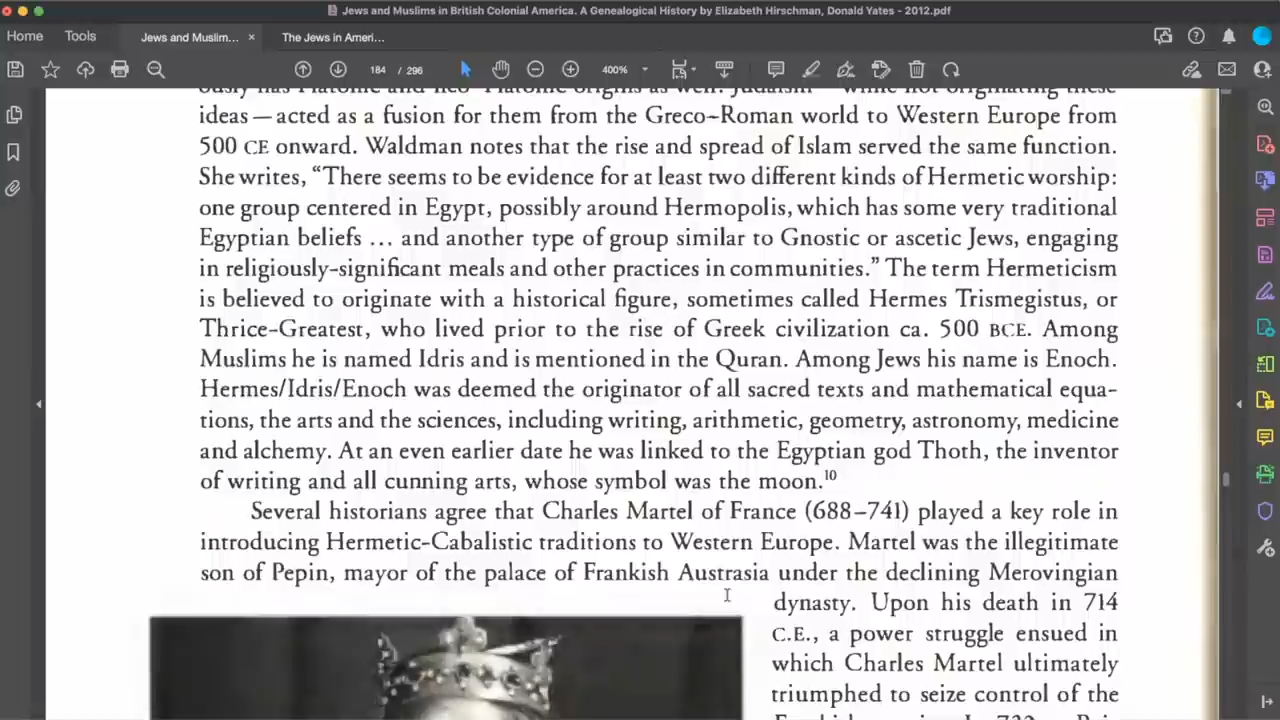 Jews and Muslims in British Colonial America. A Genealogical History by Elizabeth Hirschman, Donald Yates - 2012.pdf
Home Tools Jews and Muslim... × The Jews in Ameri...
184 / 296 400%
ously has Platonic and neo-Platonic origins as well. Judaism — while not originating these
ideas — acted as a fusion for them from the Greco-Roman world to Western Europe from
500 CE onward. Waldman notes that the rise and spread of Islam served the same function.
She writes, “There seems to be evidence for at least two different kinds of Hermetic worship:
one group centered in Egypt, possibly around Hermopolis, which has some very traditional
Egyptian beliefs ... and another type of group similar to Gnostic or ascetic Jews, engaging
in religiously-significant meals and other practices in communities.” The term Hermeticism
is believed to originate with a historical figure, sometimes called Hermes Trismegistus, or
Thrice-Greatest, who lived prior to the rise of Greek civilization ca. 500 BCE. Among
Muslims he is named Idris and is mentioned in the Quran. Among Jews his name is Enoch.
Hermes/Idris/Enoch was deemed the originator of all sacred texts and mathematical equa-
tions, the arts and the sciences, including writing, arithmetic, geometry, astronomy, medicine
and alchemy. At an even earlier date he was linked to the Egyptian god Thoth, the inventor
of writing and all cunning arts, whose symbol was the moon.10
Several historians agree that Charles Martel of France (688–741) played a key role in
introducing Hermetic-Cabalistic traditions to Western Europe. Martel was the illegitimate
son of Pepin, mayor of the palace of Frankish Austrasia under the declining Merovingian
dynasty. Upon his death in 714
C.E., a power struggle ensued in
which Charles Martel ultimately
triumphed to seize control of the